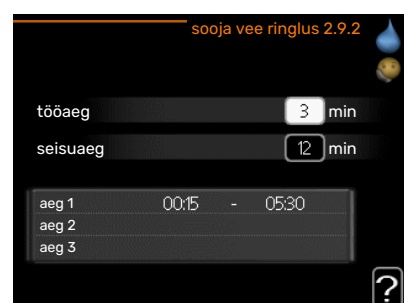 sooja vee ringlus 2.9.2
tööaeg 3 min
seisuaeg 12 min
aeg 1 00:15 - 05:30
aeg 2
aeg 3
?